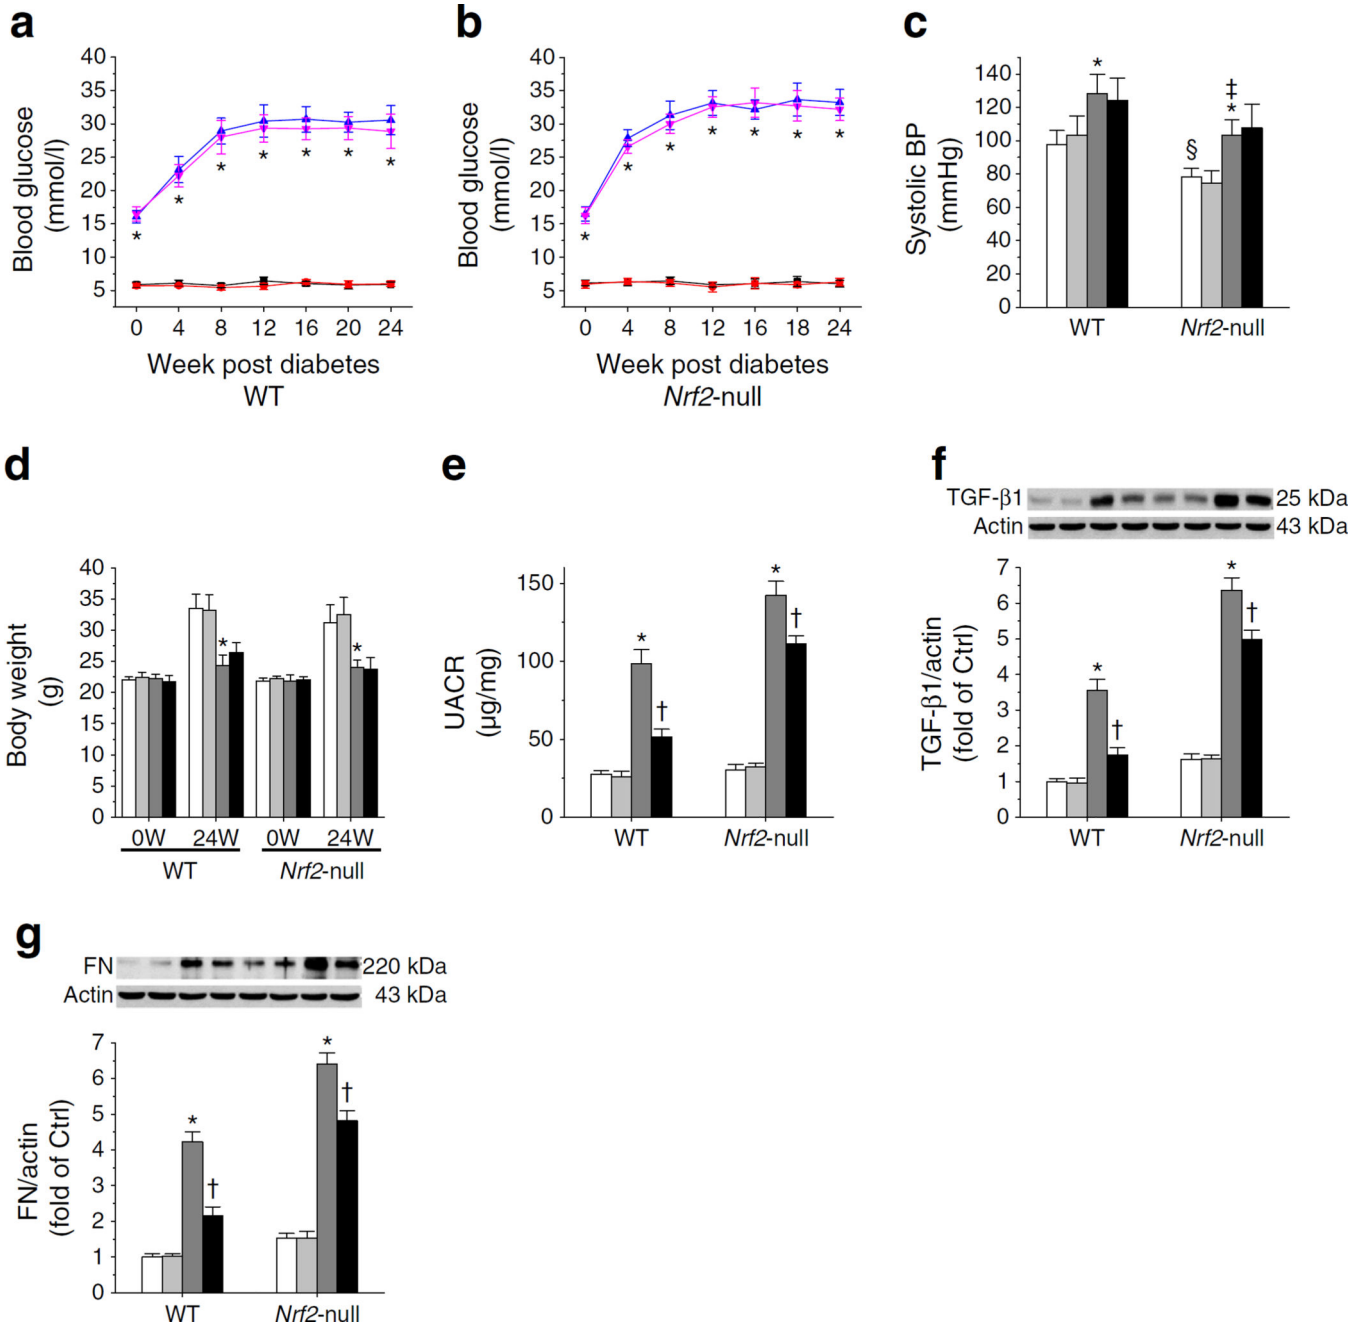 a
40
35
30
25
20
15
10
5
Blood glucose
(mmol/l)
* * * * * * *
0 4 8 12 16 20 24
Week post diabetes
WT
b
40
35
30
25
20
15
10
5
Blood glucose
(mmol/l)
* * * * * * *
0 4 8 12 16 18 24
Week post diabetes
Nrf2-null
c
140
120
100
80
60
40
20
0
Systolic BP
(mmHg)
*
§
‡
*
WT Nrf2-null
d
40
35
30
25
20
15
10
5
0
Body weight
(g)
* *
0W 24W 0W 24W
WT Nrf2-null
e
150
100
50
0
UACR
(µg/mg)
* † * †
WT Nrf2-null
f
TGF-β1 25 kDa
Actin 43 kDa
7
6
5
4
3
2
1
0
TGF-β1/actin
(fold of Ctrl)
* † * †
WT Nrf2-null
g
FN 220 kDa
Actin 43 kDa
7
6
5
4
3
2
1
0
FN/actin
(fold of Ctrl)
* † * †
WT Nrf2-null